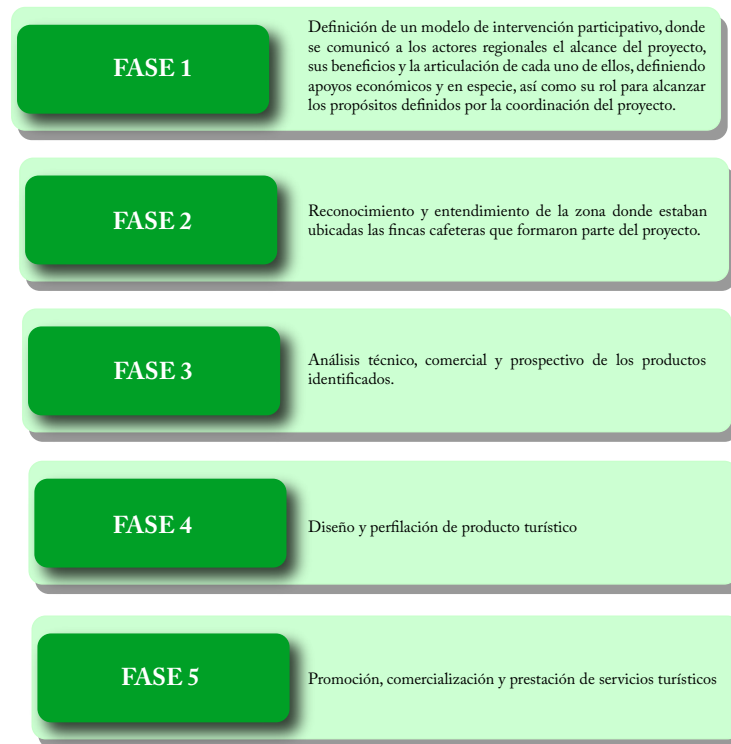 FASE 1
Definición de un modelo de intervención participativo, donde
se comunicó a los actores regionales el alcance del proyecto,
sus beneficios y la articulación de cada uno de ellos, definiendo
apoyos económicos y en especie, así como su rol para alcanzar
los propósitos definidos por la coordinación del proyecto.
FASE 2
Reconocimiento y entendimiento de la zona donde estaban
ubicadas las fincas cafeteras que formaron parte del proyecto.
FASE 3
Análisis técnico, comercial y prospectivo de los productos
identificados.
FASE 4
Diseño y perfilación de producto turístico
FASE 5
Promoción, comercialización y prestación de servicios turísticos